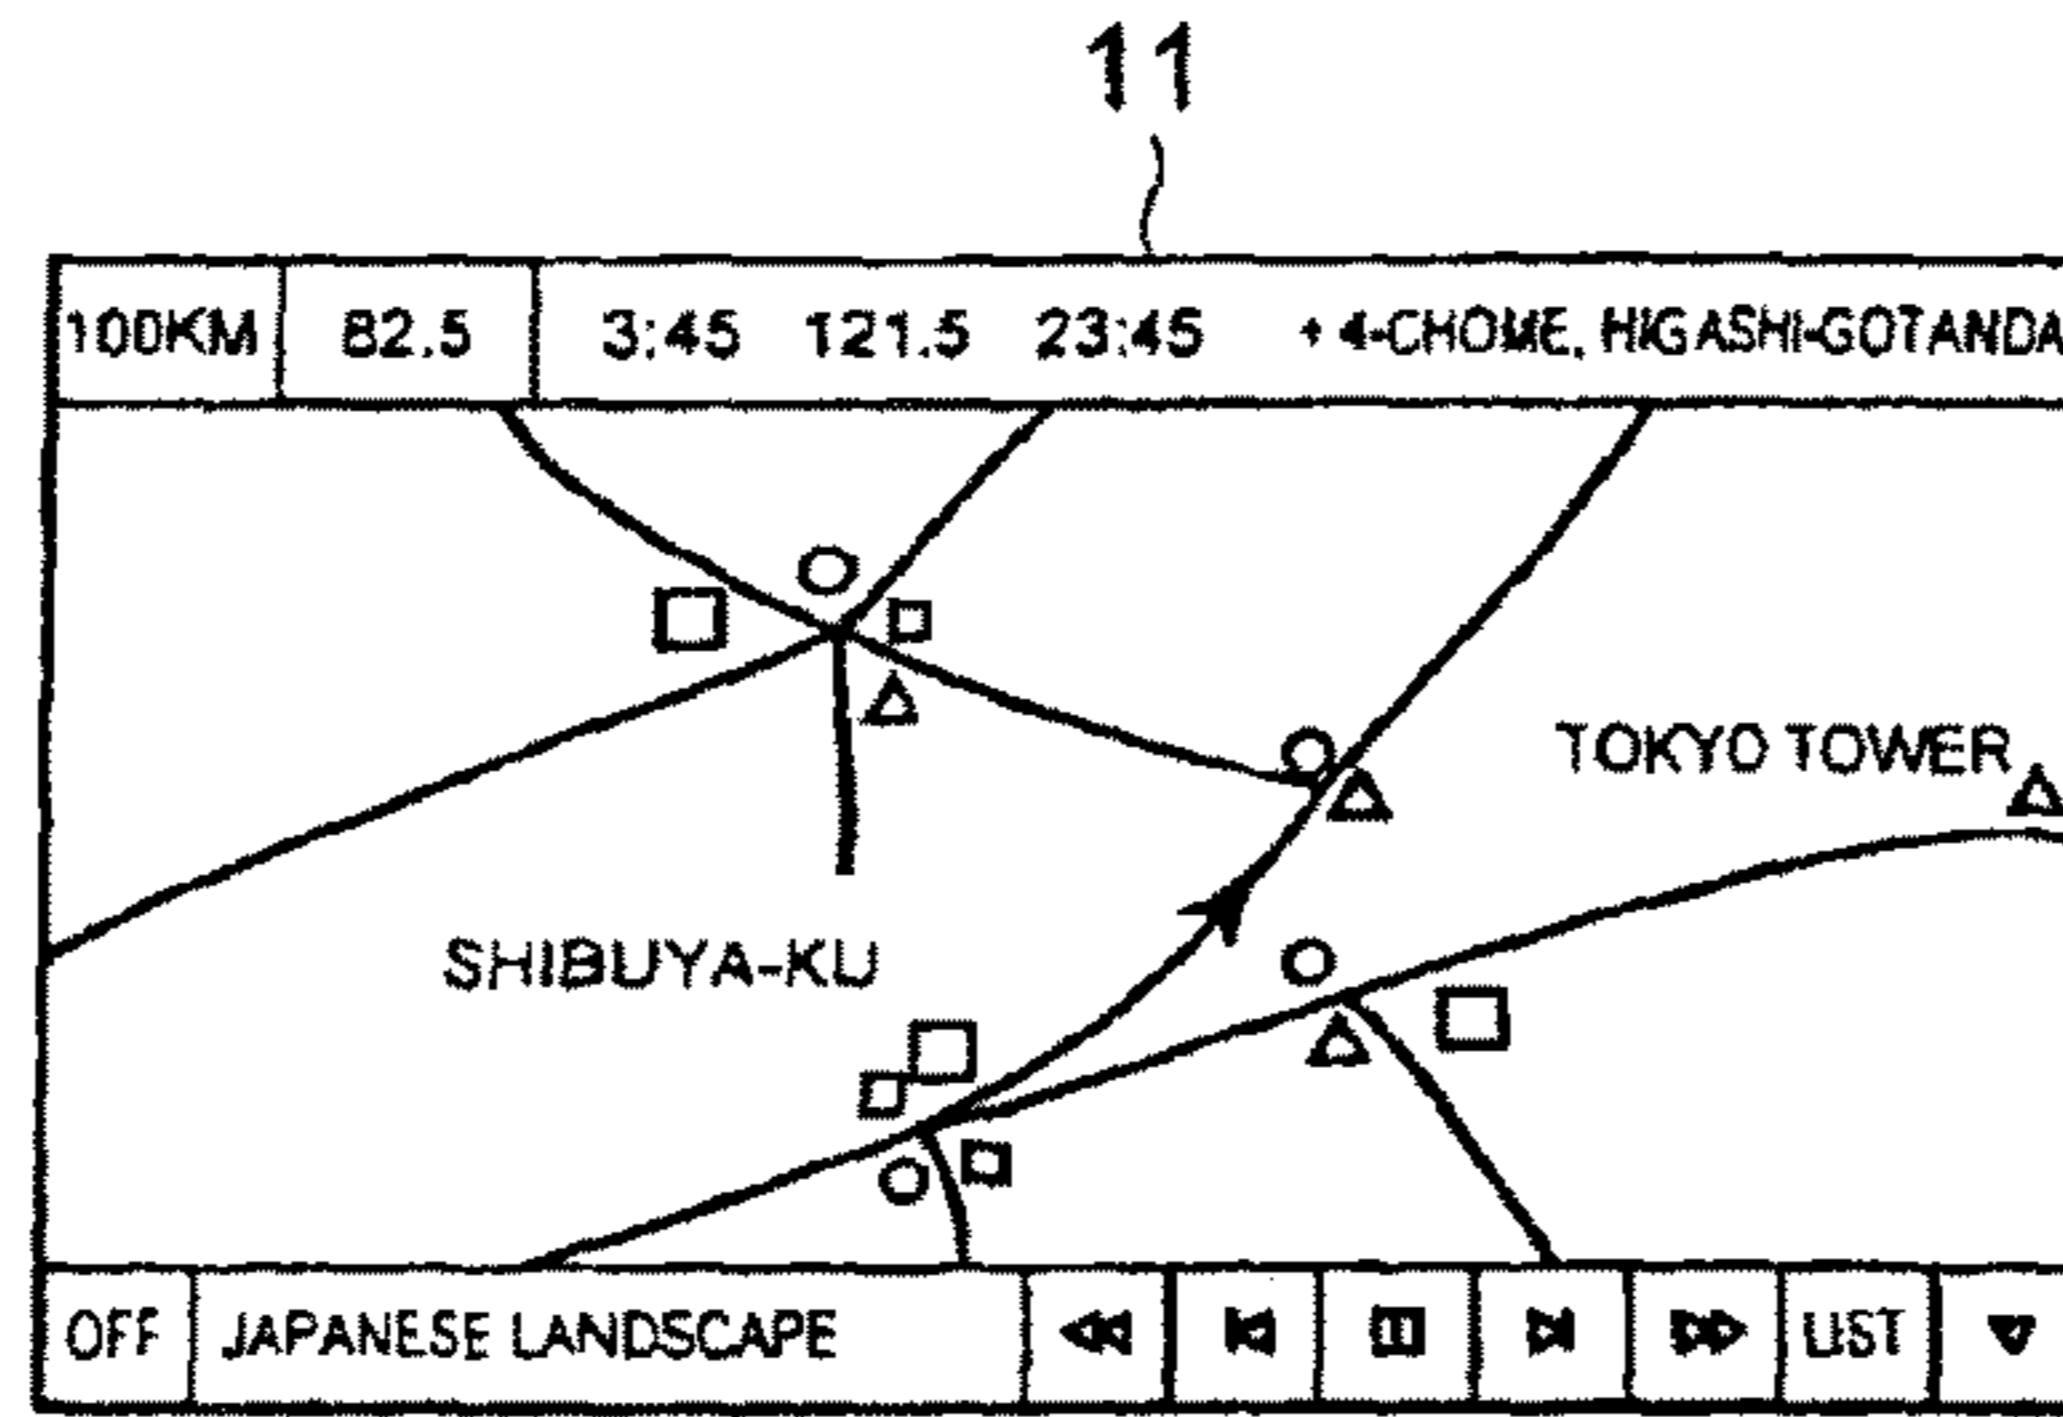 11
100KM 82.5 3:45 121.5 23:45 + 4-CHOME, HIGASHI-GOTANDA
TOKYO TOWER
SHIBUYA-KU
OFF JAPANESE LANDSCAPE LIST